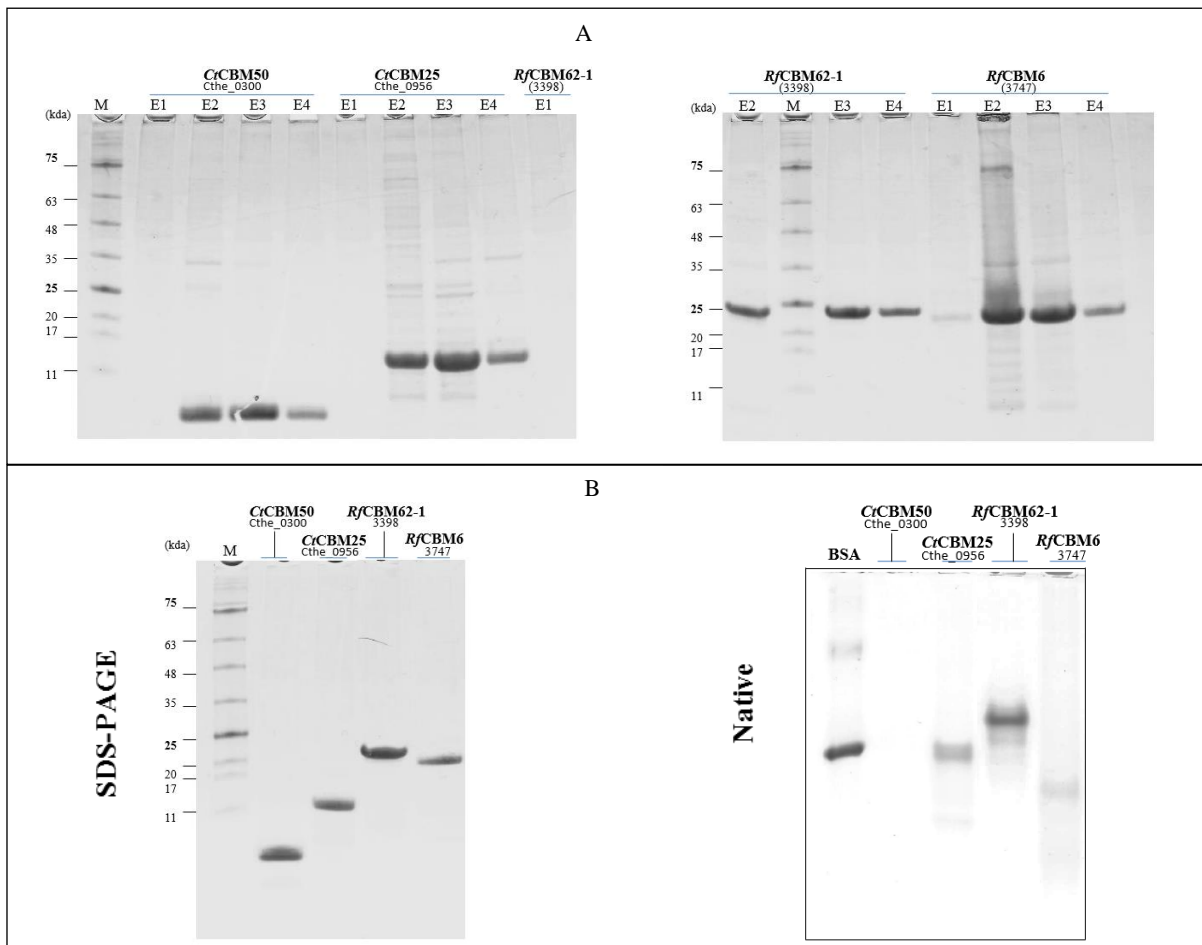 A
CtCBM50 CtCBM25 RfCBM62-1
Cthe_0300 Cthe_0956 (3398)
(kda) M E1 E2 E3 E4 E1 E2 E3 E4 E1
75
63
48
35
25
20
17
11
RfCBM62-1 RfCBM6
(3398) (3747)
(kda) E2 M E3 E4 E1 E2 E3 E4
75
63
48
35
25
20
17
11
B
SDS-PAGE
CtCBM50 RfCBM62-1
Cthe_0300 3398
CtCBM25 RfCBM6
Cthe_0956 3747
(kda) M
75
63
48
35
25
20
17
11
Native
CtCBM50 RfCBM62-1
Cthe_0300 3398
BSA CtCBM25 RfCBM6
Cthe_0956 3747